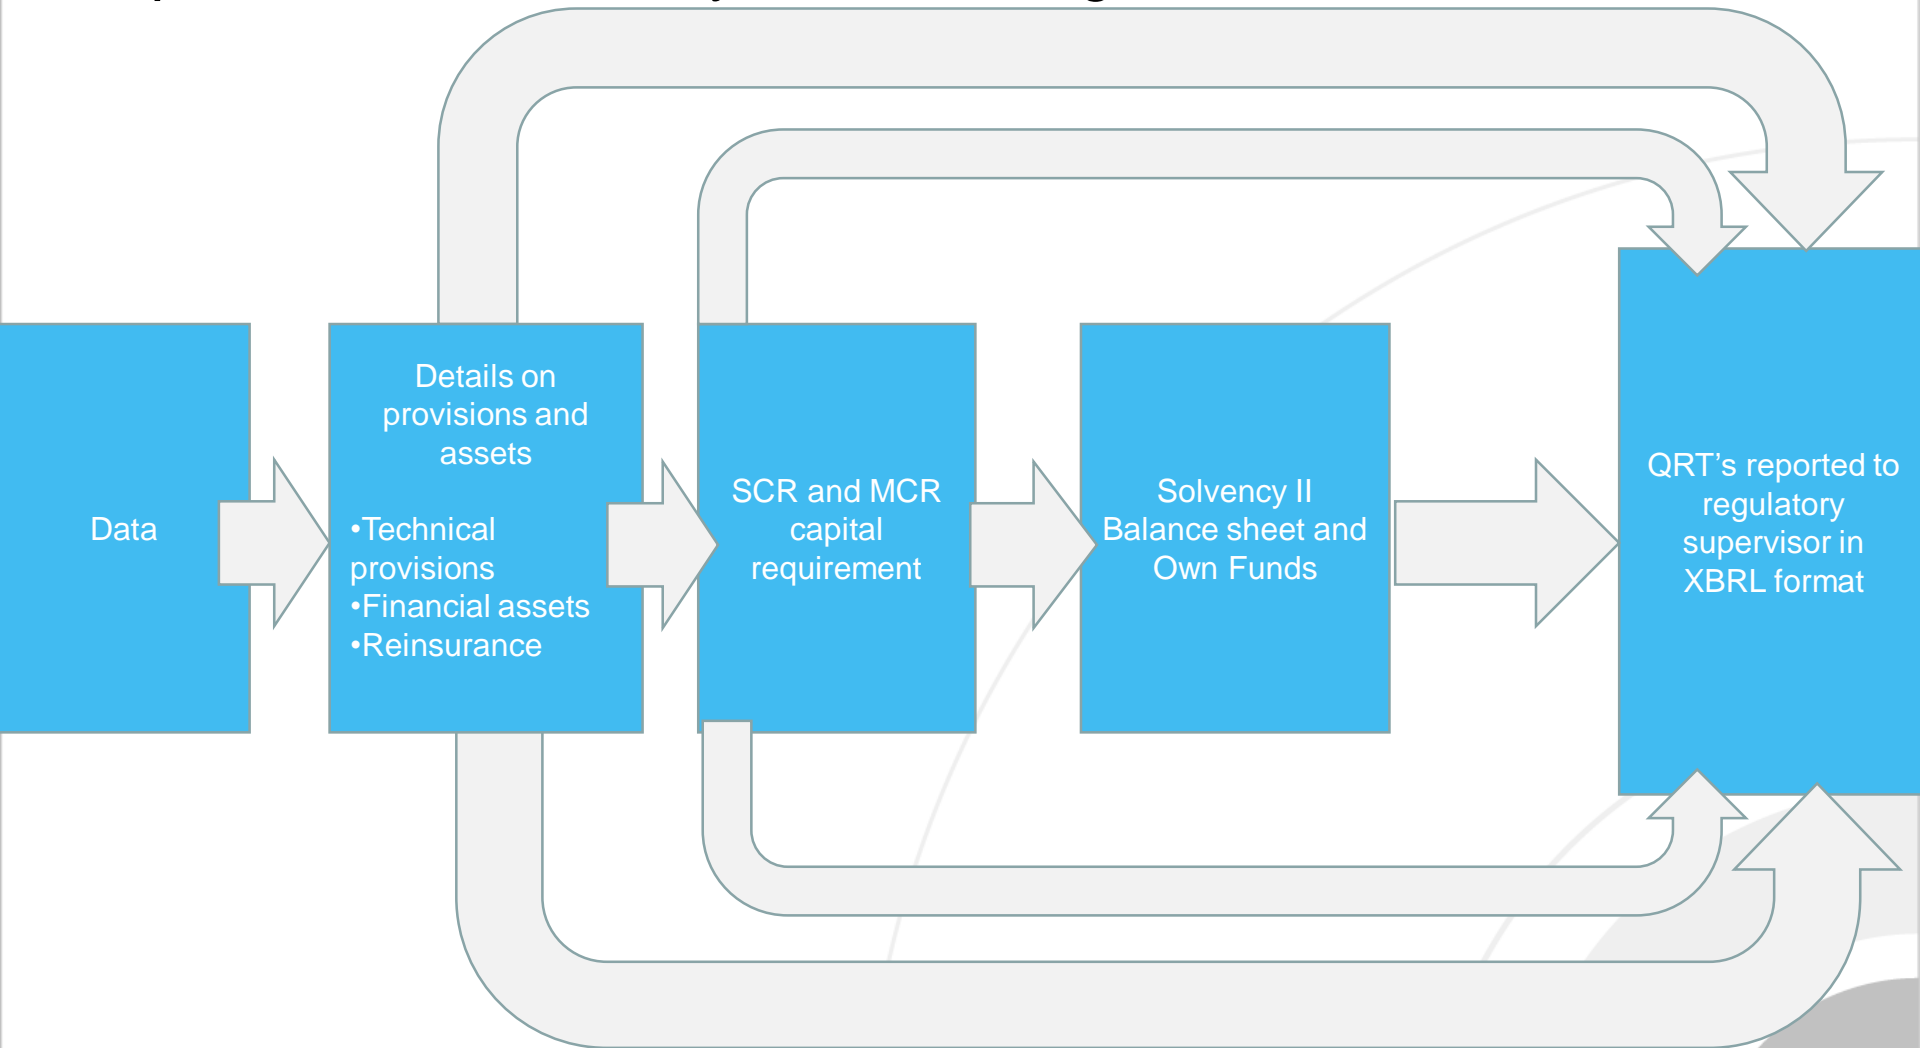 Data
Details on
provisions and
assets
•Technical
provisions
•Financial assets
•Reinsurance
SCR and MCR
capital
requirement
Solvency II
Balance sheet and
Own Funds
QRT's reported to
regulatory
supervisor in
XBRL format